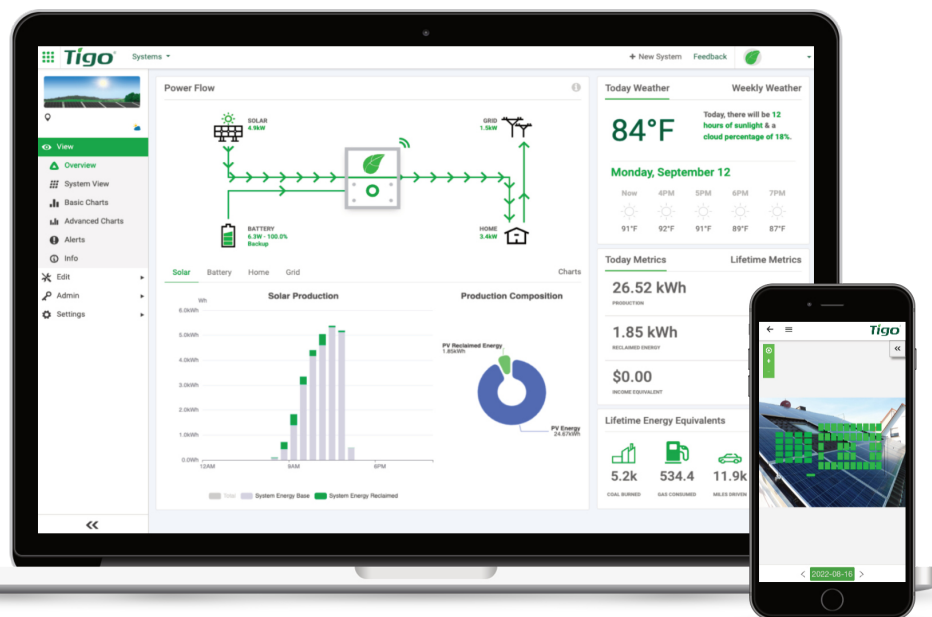 Tigo
Systems
+ New System
Feedback
View
Overview
System View
Basic Charts
Advanced Charts
Alerts
Info
Edit
Admin
Settings
«
Power Flow
SOLAR
4.9kW
GRID
1.5kW
BATTERY
6.3W - 100.0%
Backup
HOME
3.4kW
Solar Battery Home Grid
Charts
Solar Production
Wh
6.0kWh
5.0kWh
4.0kWh
3.0kWh
2.0kWh
1.0kWh
0.0Wh
10AM 8AM 6PM
Total System Energy Base System Energy Reclaimed
Production Composition
PV Reclaimed Energy
1.85kWh
PV Energy
24.67kWh
Today Weather
Weekly Weather
84°F
Today, there will be 12
hours of sunlight & a
cloud percentage of 18%.
Monday, September 12
Now 4PM 5PM 6PM 7PM
91°F 92°F 91°F 89°F 87°F
Today Metrics
Lifetime Metrics
26.52 kWh
PRODUCTION
1.85 kWh
RECLAIMED ENERGY
$0.00
INCOME EQUIVALENT
Lifetime Energy Equivalents
5.2k 534.4 11.9k
COAL BURNED GAS CONSUMED MILES DRIVEN
Tigo
«
< 2022-08-16 >